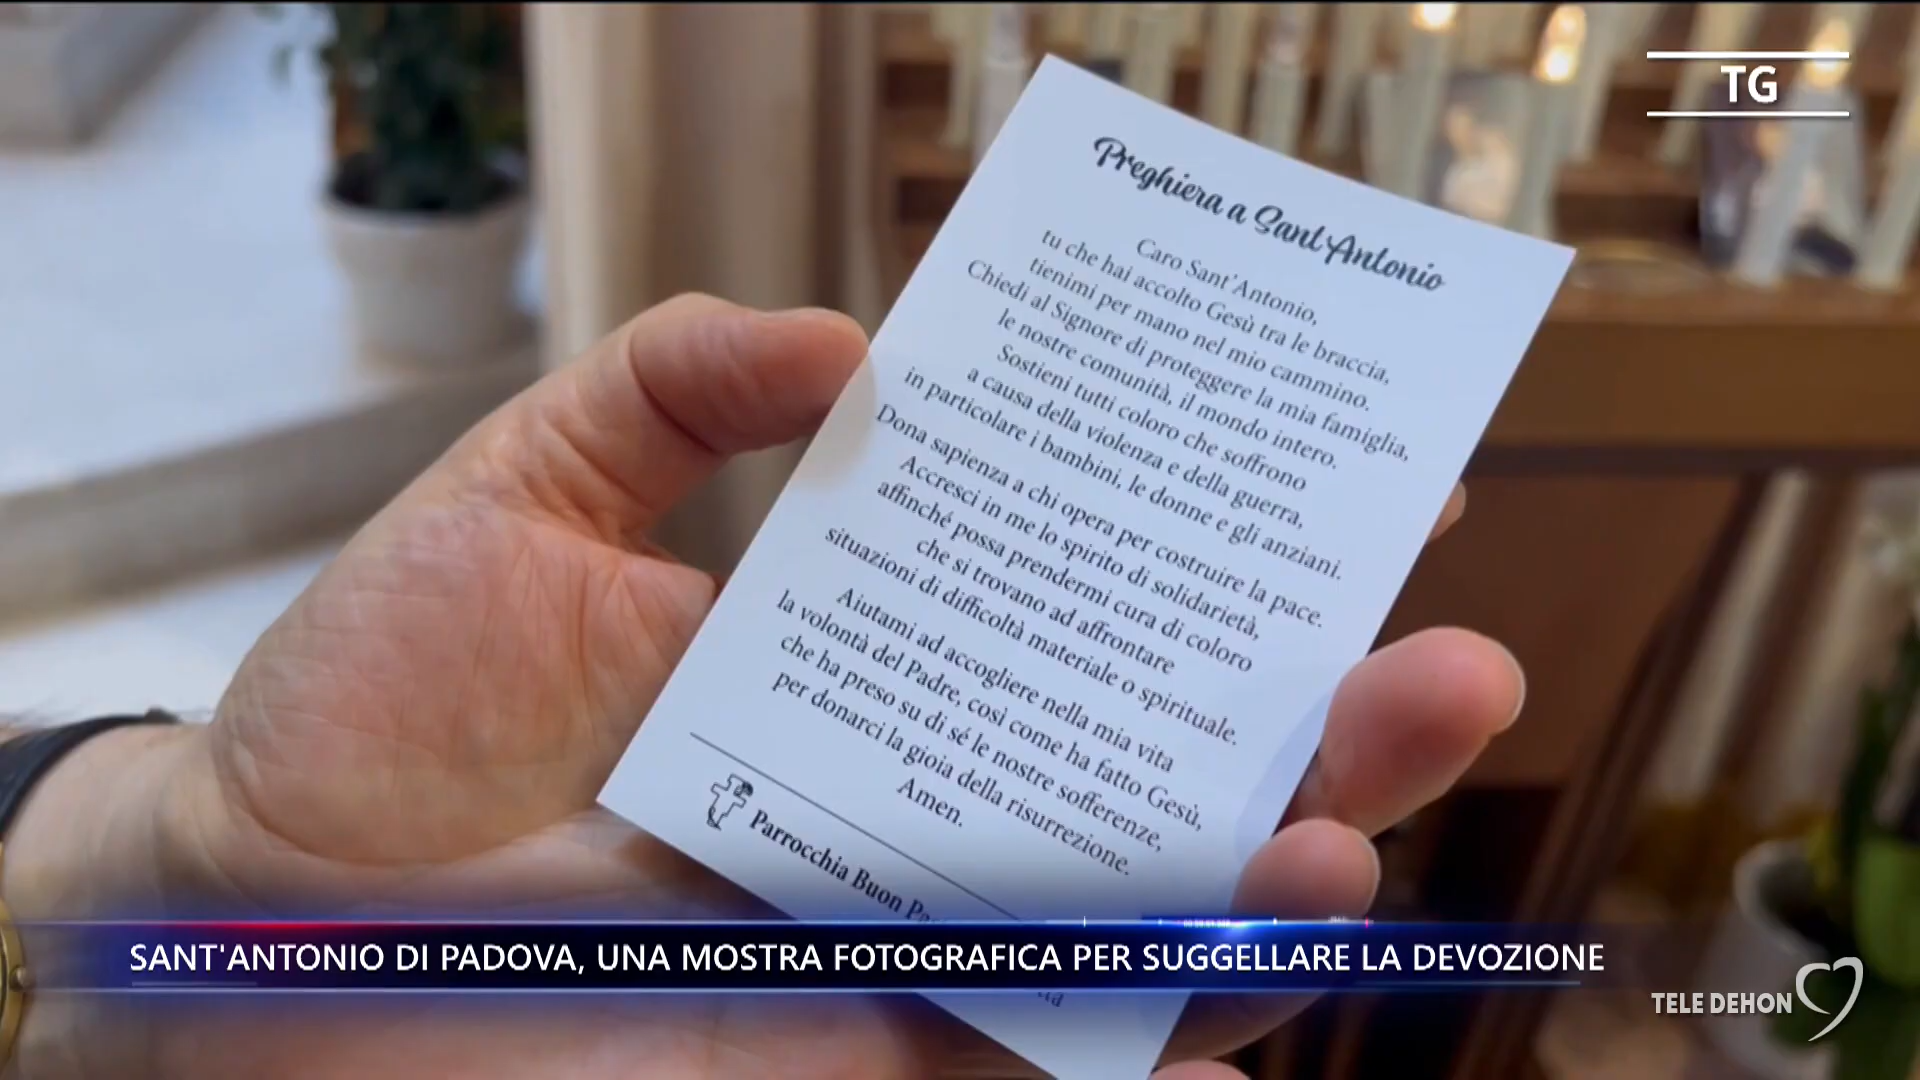 TG
Preghiera a Sant'Antonio
Caro Sant'Antonio,
tu che hai accolto Gesù tra le braccia,
tienimi per mano nel mio cammino.
Chiedi al Signore di proteggere la mia famiglia,
le nostre comunità, il mondo intero.
Sostieni tutti coloro che soffrono
a causa della violenza e della guerra,
in particolare i bambini, le donne e gli anziani.
Dona sapienza a chi opera per costruire la pace.
Accresci in me lo spirito di solidarietà,
affinché possa prendermi cura di coloro
che si trovano ad affrontare
situazioni di difficoltà materiale o spirituale.
Aiutami ad accogliere nella mia vita
la volontà del Padre, così come ha fatto Gesù,
che ha preso su di sé le nostre sofferenze,
per donarci la gioia della risurrezione.
Amen.
Parrocchia Buon
SANT'ANTONIO DI PADOVA, UNA MOSTRA FOTOGRAFICA PER SUGGELLARE LA DEVOZIONE
TELE DEHON